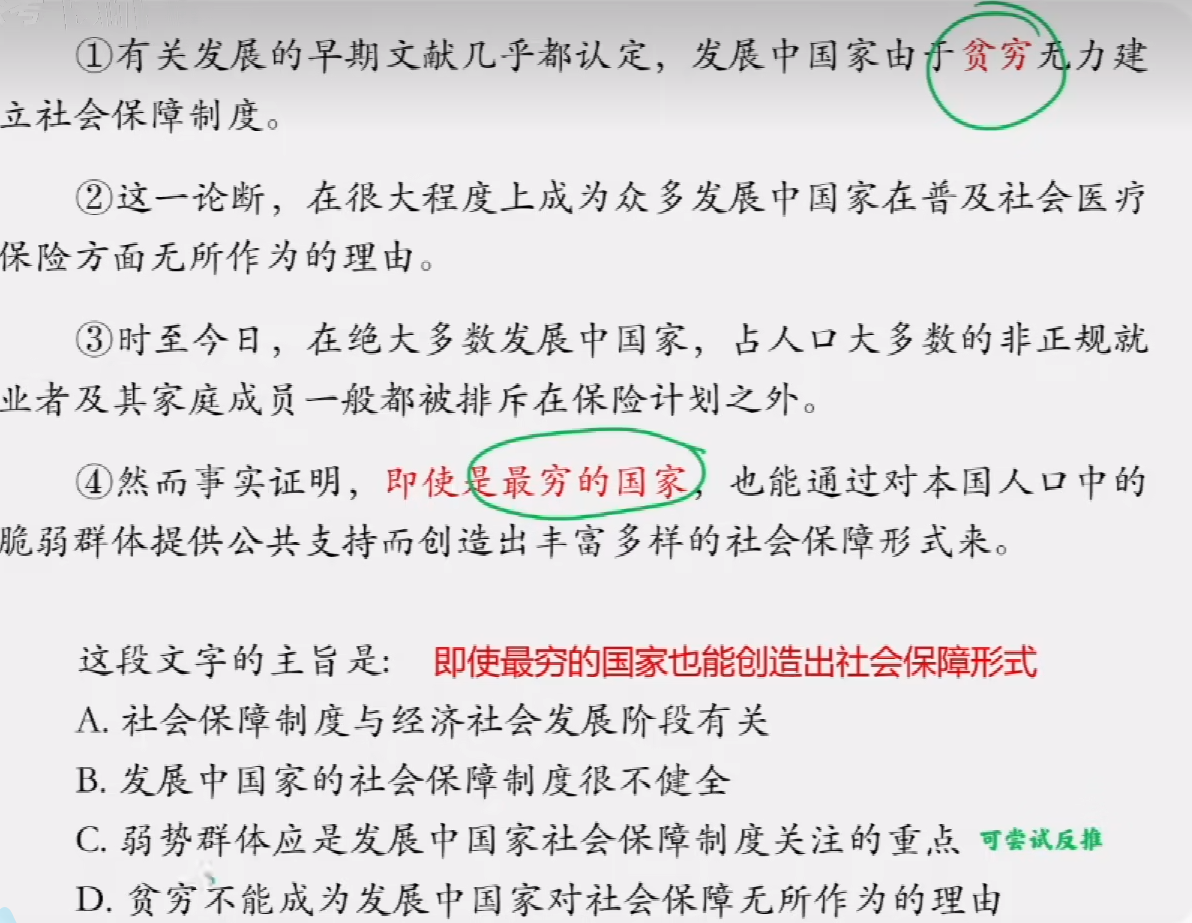 ①有关发展的早期文献几乎都认定，发展中国家由于贫穷无力建
立社会保障制度。
②这一论断，在很大程度上成为众多发展中国家在普及社会医疗
保险方面无所作为的理由。
③时至今日，在绝大多数发展中国家，占人口大多数的非正规就
业者及其家庭成员一般都被排斥在保险计划之外。
④然而事实证明，即使是最穷的国家，也能通过对本国人口中的
脆弱群体提供公共支持而创造出丰富多样的社会保障形式来。
这段文字的主旨是： 即使最穷的国家也能创造出社会保障形式
A. 社会保障制度与经济社会发展阶段有关
B. 发展中国家的社会保障制度很不健全
C. 弱势群体应是发展中国家社会保障制度关注的重点 可尝试反推
D. 贫穷不能成为发展中国家对社会保障无所作为的理由